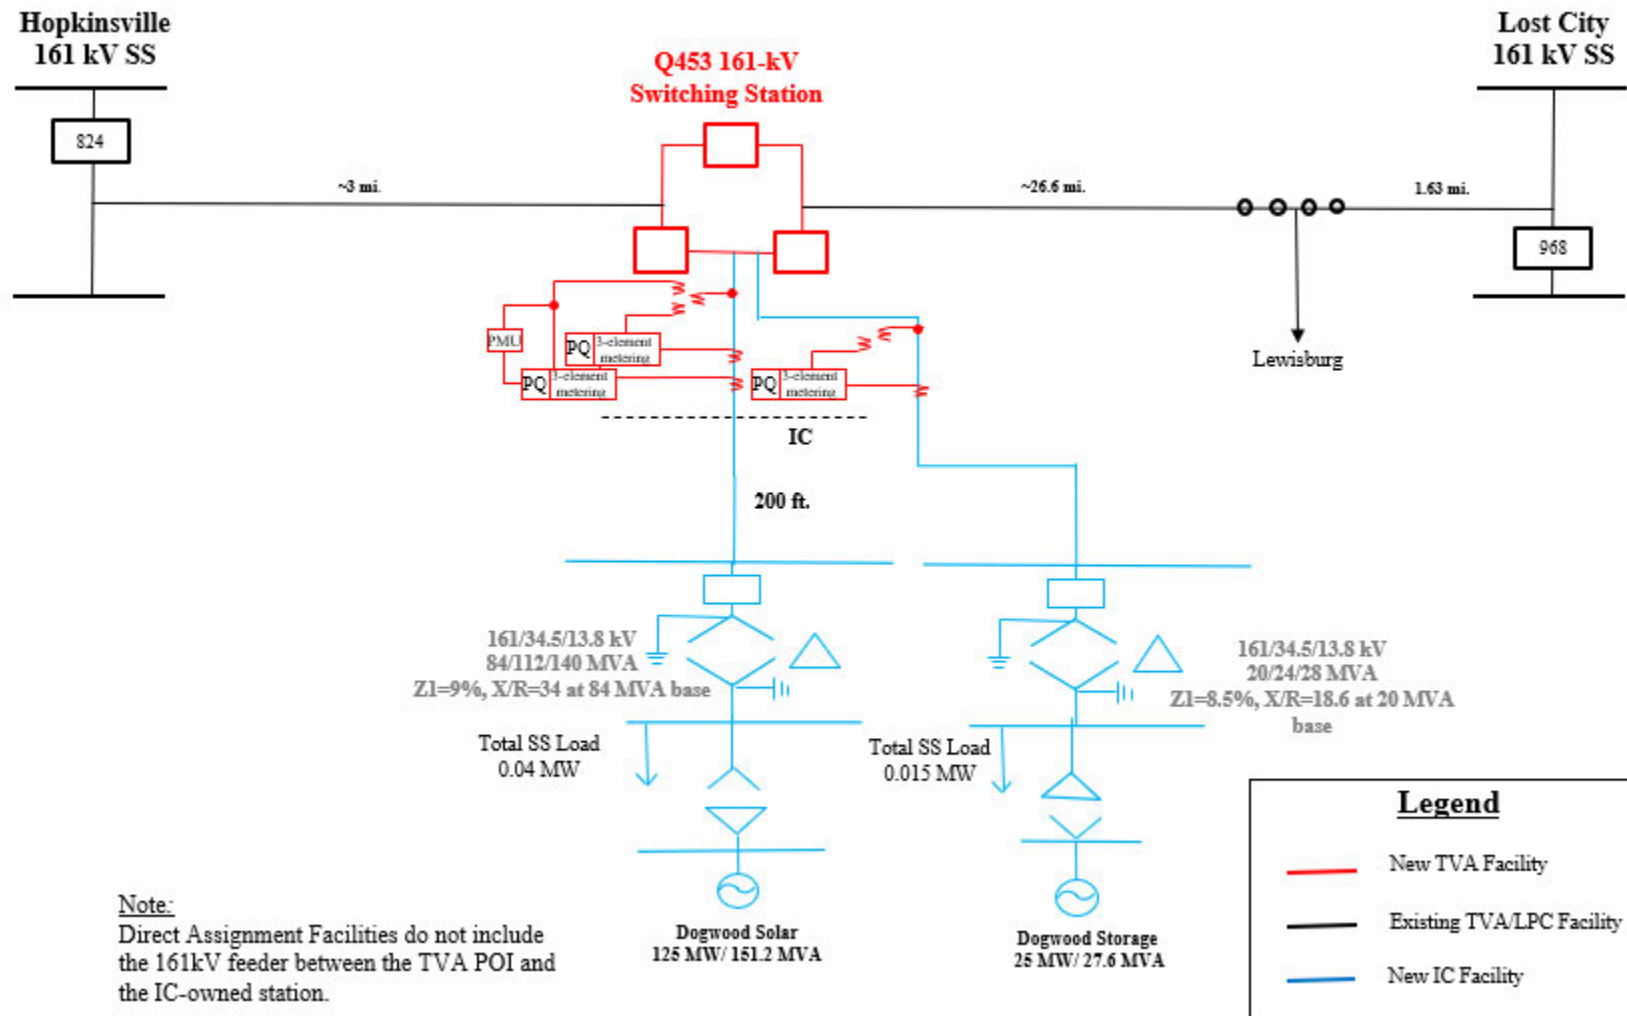 Hopkinsville
161 kV SS
Lost City
161 kV SS
Q453 161-kV
Switching Station
824
~3 mi.
~26.6 mi.
1.63 mi.
968
Lewisburg
PMU
PQ
3-element
metering
PQ
3-element
metering
PQ
3-element
metering
IC
200 ft.
161/34.5/13.8 kV
84/112/140 MVA
Z1=9%, X/R=34 at 84 MVA base
161/34.5/13.8 kV
20/24/28 MVA
Z1=8.5%, X/R=18.6 at 20 MVA
base
Total SS Load
0.04 MW
Total SS Load
0.015 MW
Dogwood Solar
125 MW/ 151.2 MVA
Dogwood Storage
25 MW/ 27.6 MVA
Note:
Direct Assignment Facilities do not include
the 161kV feeder between the TVA POI and
the IC-owned station.
Legend
New TVA Facility
Existing TVA/LPC Facility
New IC Facility